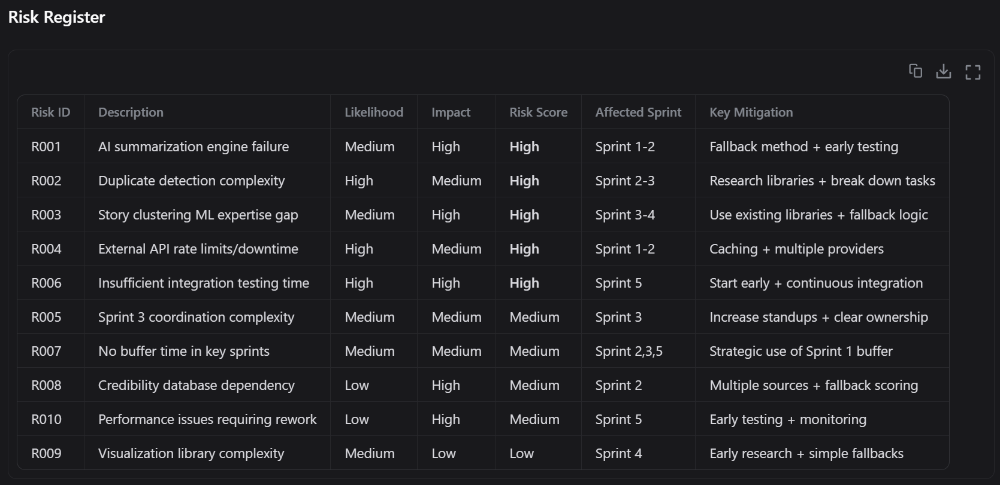 Risk Register
Risk ID Description Likelihood Impact Risk Score Affected Sprint Key Mitigation
R001 AI summarization engine failure Medium High High Sprint 1-2 Fallback method + early testing
R002 Duplicate detection complexity High Medium High Sprint 2-3 Research libraries + break down tasks
R003 Story clustering ML expertise gap Medium High High Sprint 3-4 Use existing libraries + fallback logic
R004 External API rate limits/downtime High Medium High Sprint 1-2 Caching + multiple providers
R006 Insufficient integration testing time High High High Sprint 5 Start early + continuous integration
R005 Sprint 3 coordination complexity Medium Medium Medium Sprint 3 Increase standups + clear ownership
R007 No buffer time in key sprints Medium Medium Medium Sprint 2,3,5 Strategic use of Sprint 1 buffer
R008 Credibility database dependency Low High Medium Sprint 2 Multiple sources + fallback scoring
R010 Performance issues requiring rework Low High Medium Sprint 5 Early testing + monitoring
R009 Visualization library complexity Medium Low Low Sprint 4 Early research + simple fallbacks